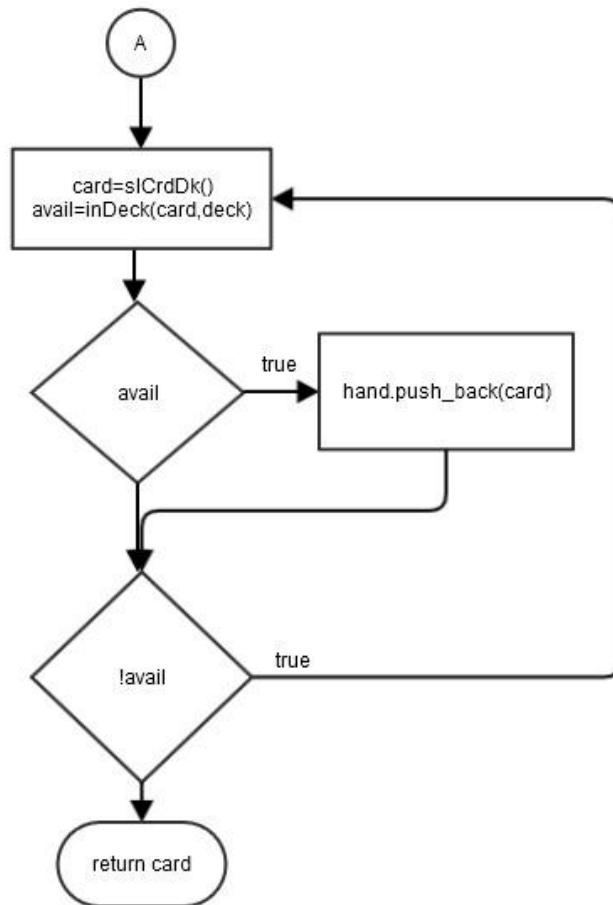 A
card=slCrdDk()
avail=inDeck(card,deck)
avail
true
hand.push_back(card)
!avail
true
return card